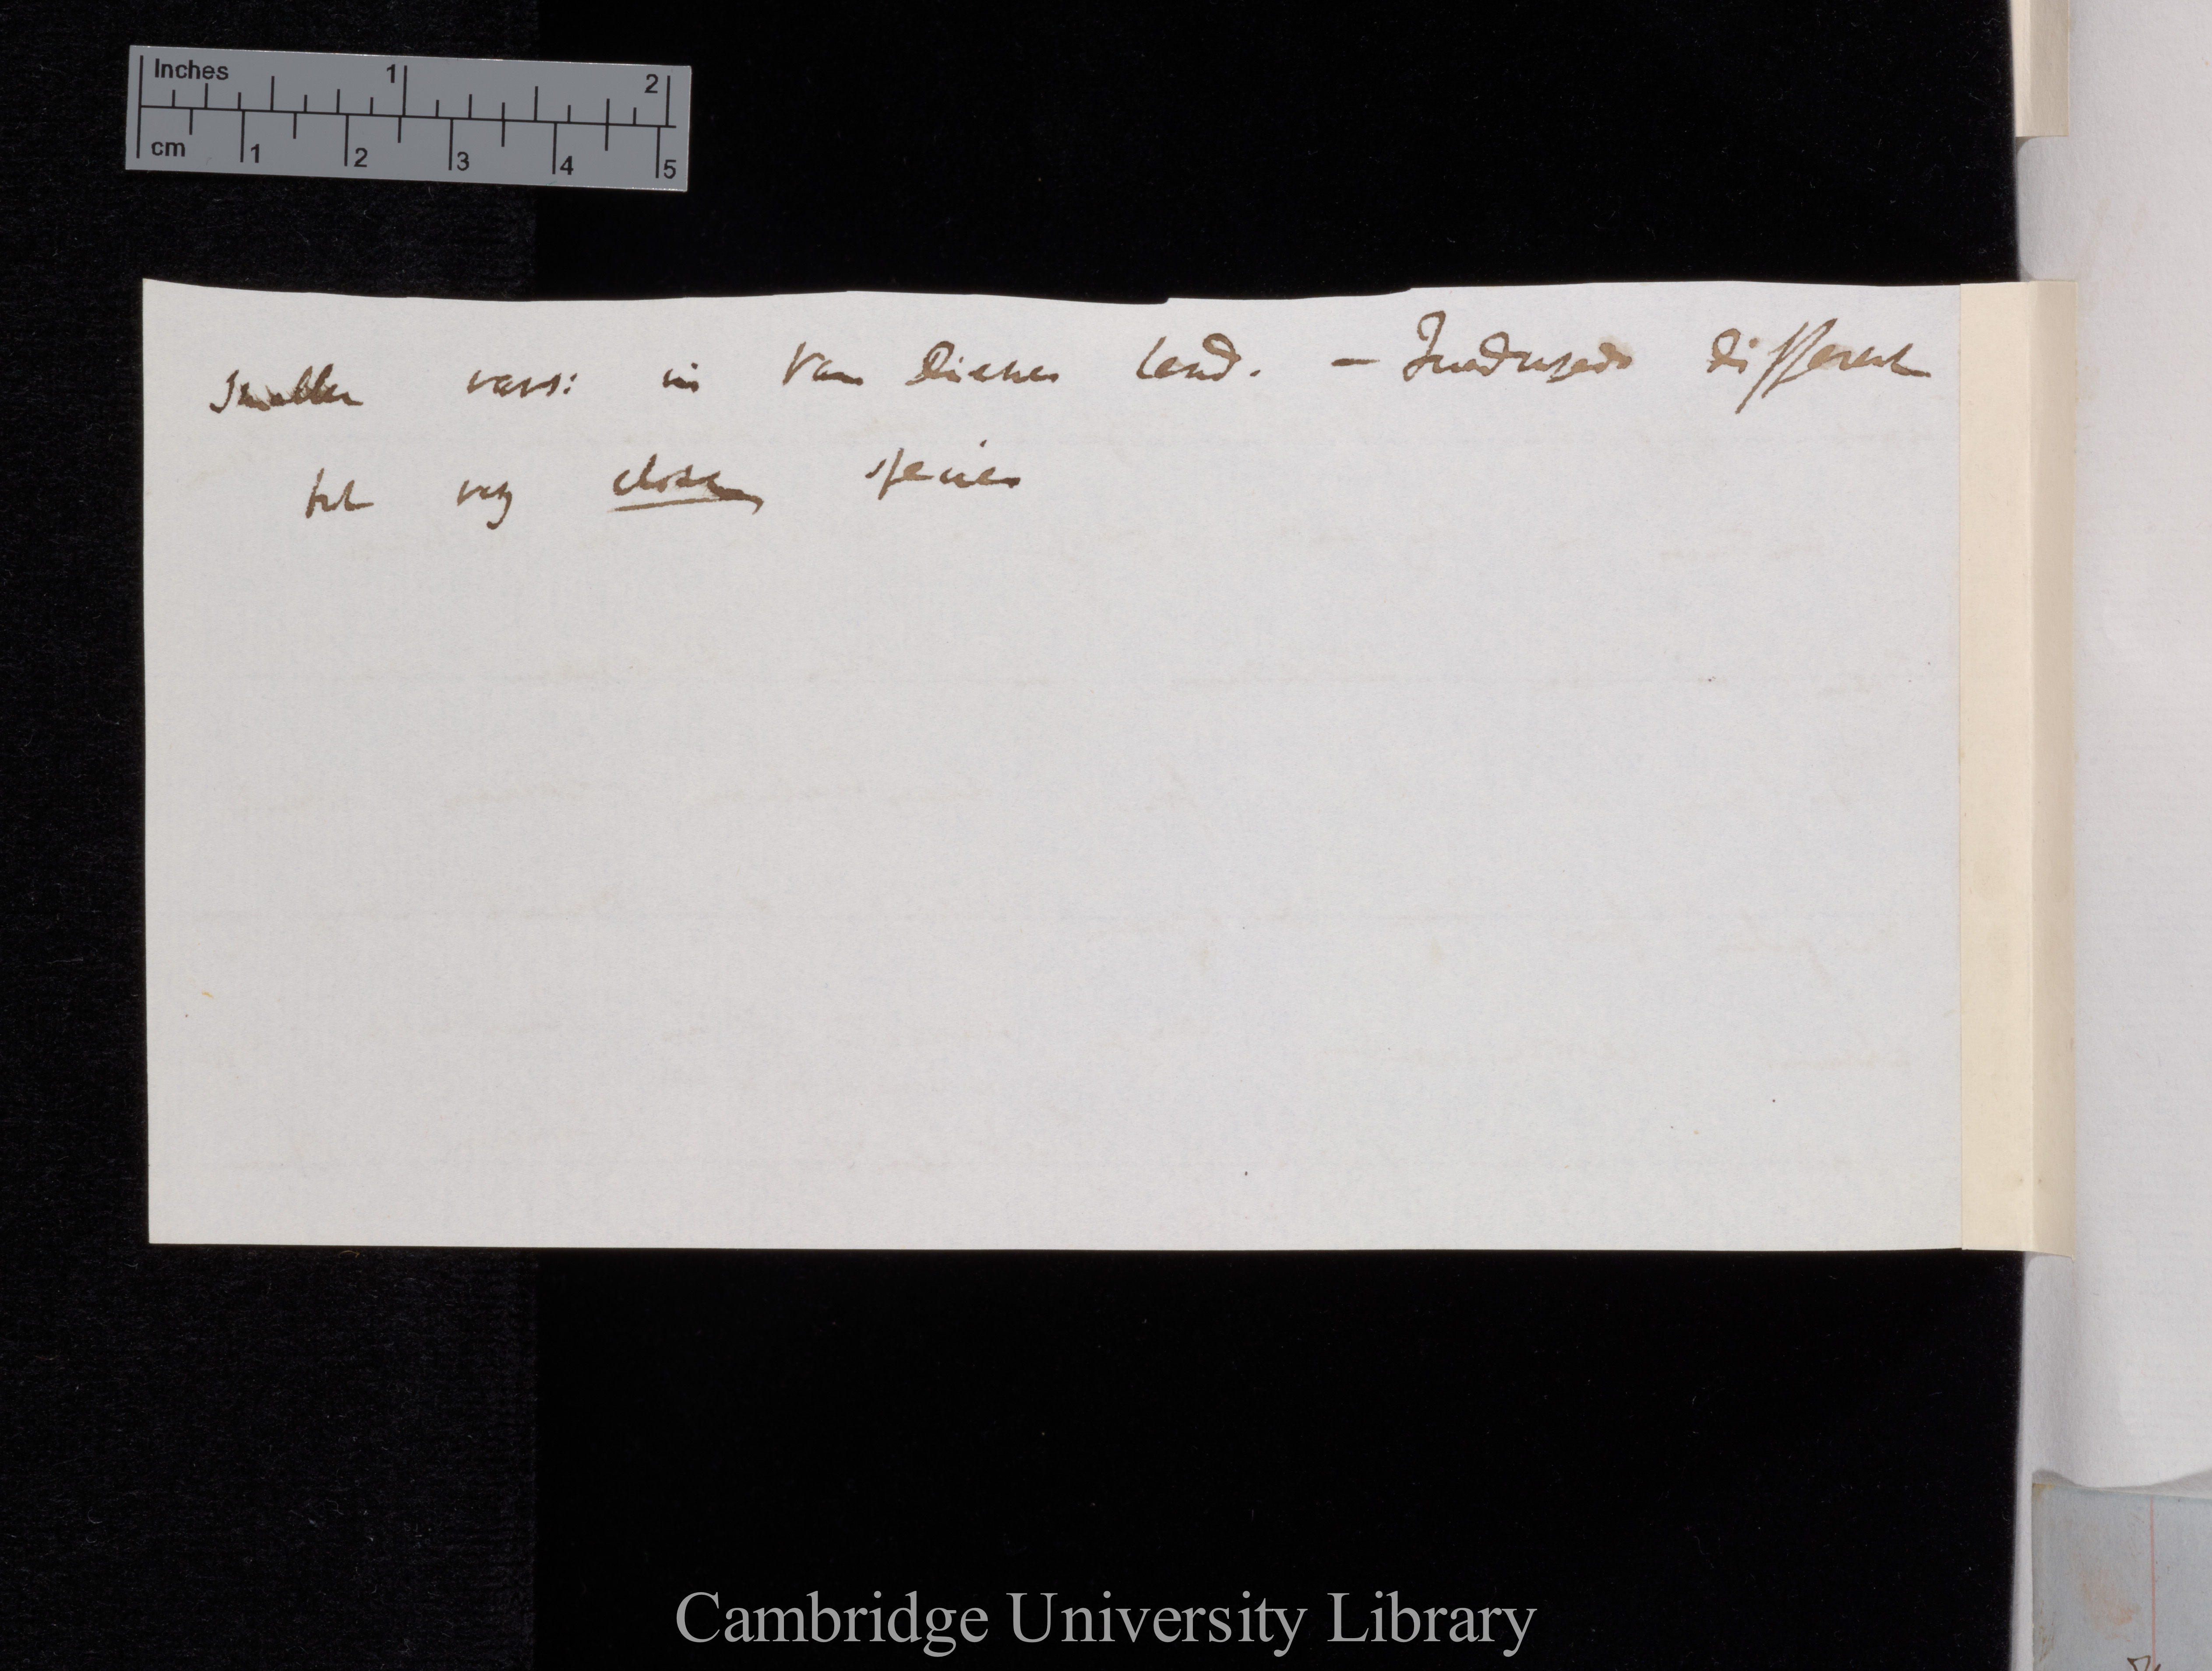 Inches 1 2
cm 1 2 3 4 5
smaller vars: in Van Diemen land. — Quadrupeds different
but very close species
Cambridge University Library